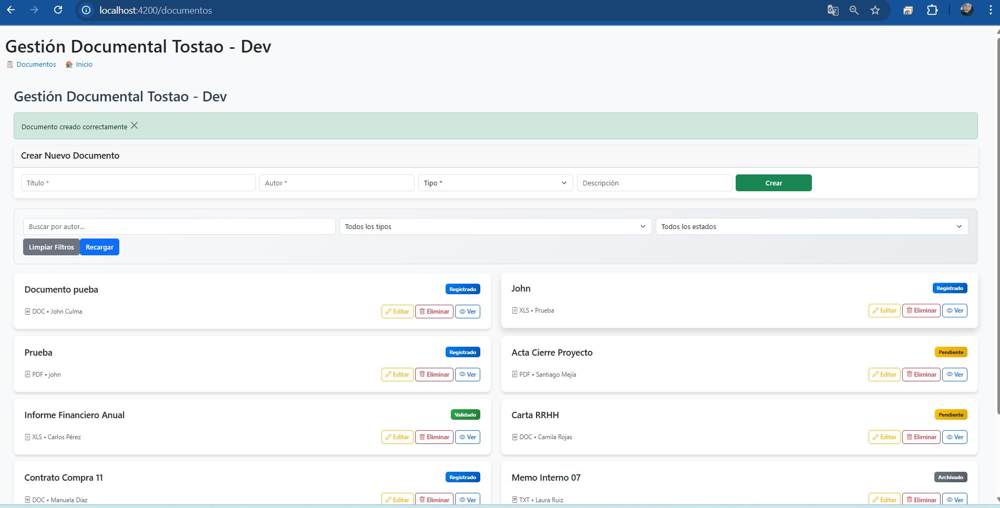 localhost:4200/documentos
Gestión Documental Tostao - Dev
Documentos Inicio
Gestión Documental Tostao - Dev
Documento creado correctamente
Crear Nuevo Documento
Título * Autor * Tipo * Descripción Crear
Buscar por autor... Todos los tipos Todos los estados
Limpiar Filtros Recargar
Documento pueba Registrado
DOC • John Culma Editar Eliminar Ver
John Registrado
XLS • Prueba Editar Eliminar Ver
Prueba Registrado
PDF • john Editar Eliminar Ver
Acta Cierre Proyecto Pendiente
PDF • Santiago Mejía Editar Eliminar Ver
Informe Financiero Anual Validado
XLS • Carlos Pérez Editar Eliminar Ver
Carta RRHH Pendiente
DOC • Camila Rojas Editar Eliminar Ver
Contrato Compra 11 Registrado
DOC • Manuela Díaz Editar Eliminar Ver
Memo Interno 07 Archivado
TXT • Laura Ruiz Editar Eliminar Ver